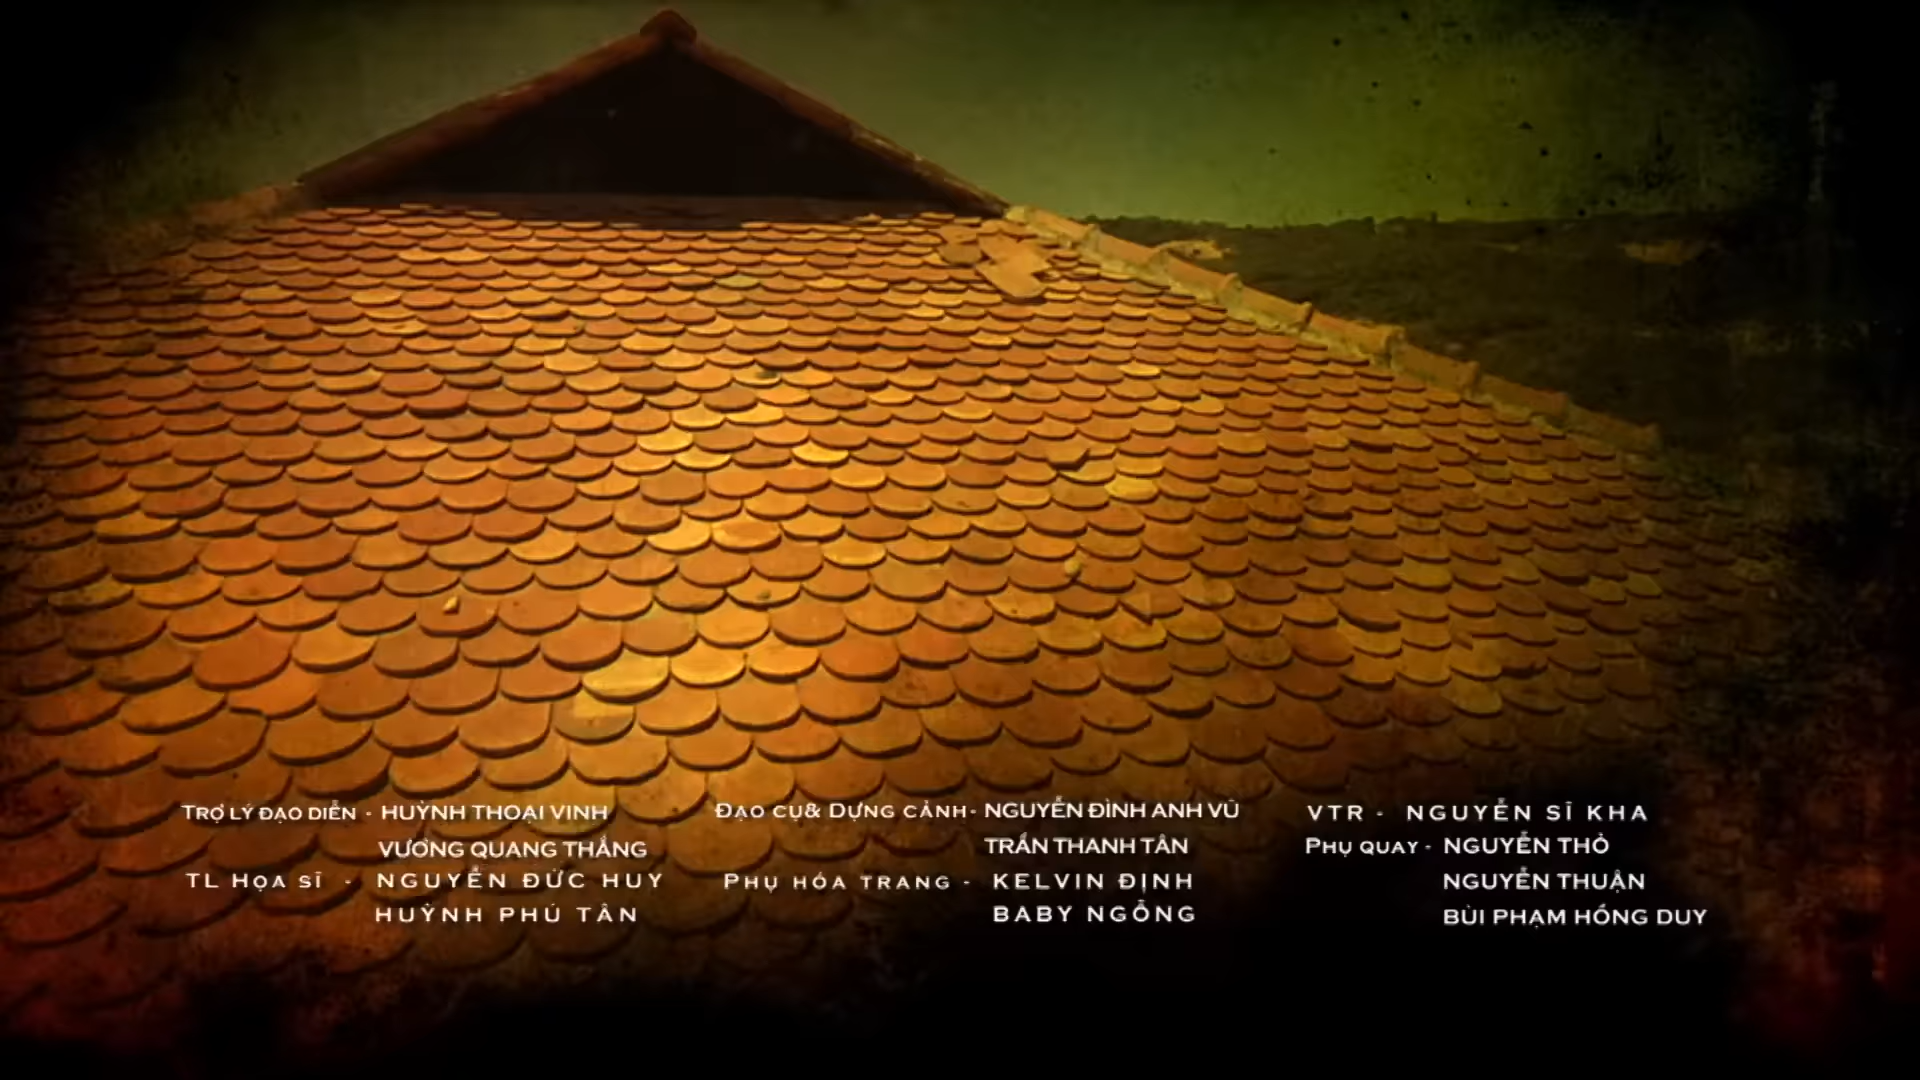 Trợ lý đạo diễn - HUỲNH THOẠI VINH
VƯƠNG QUANG THẮNG
TL Họa sĩ - NGUYỄN ĐỨC HUY
HUỲNH PHÚ TÂN
Đạo cụ& Dựng cảnh- NGUYỄN ĐÌNH ANH VŨ
TRẦN THANH TÂN
Phụ hóa trang - KELVIN ĐỊNH
BABY NGỖNG
VTR - NGUYỄN SĨ KHA
Phụ quay - NGUYỄN THỎ
NGUYỄN THUẬN
BÙI PHẠM HỒNG DUY